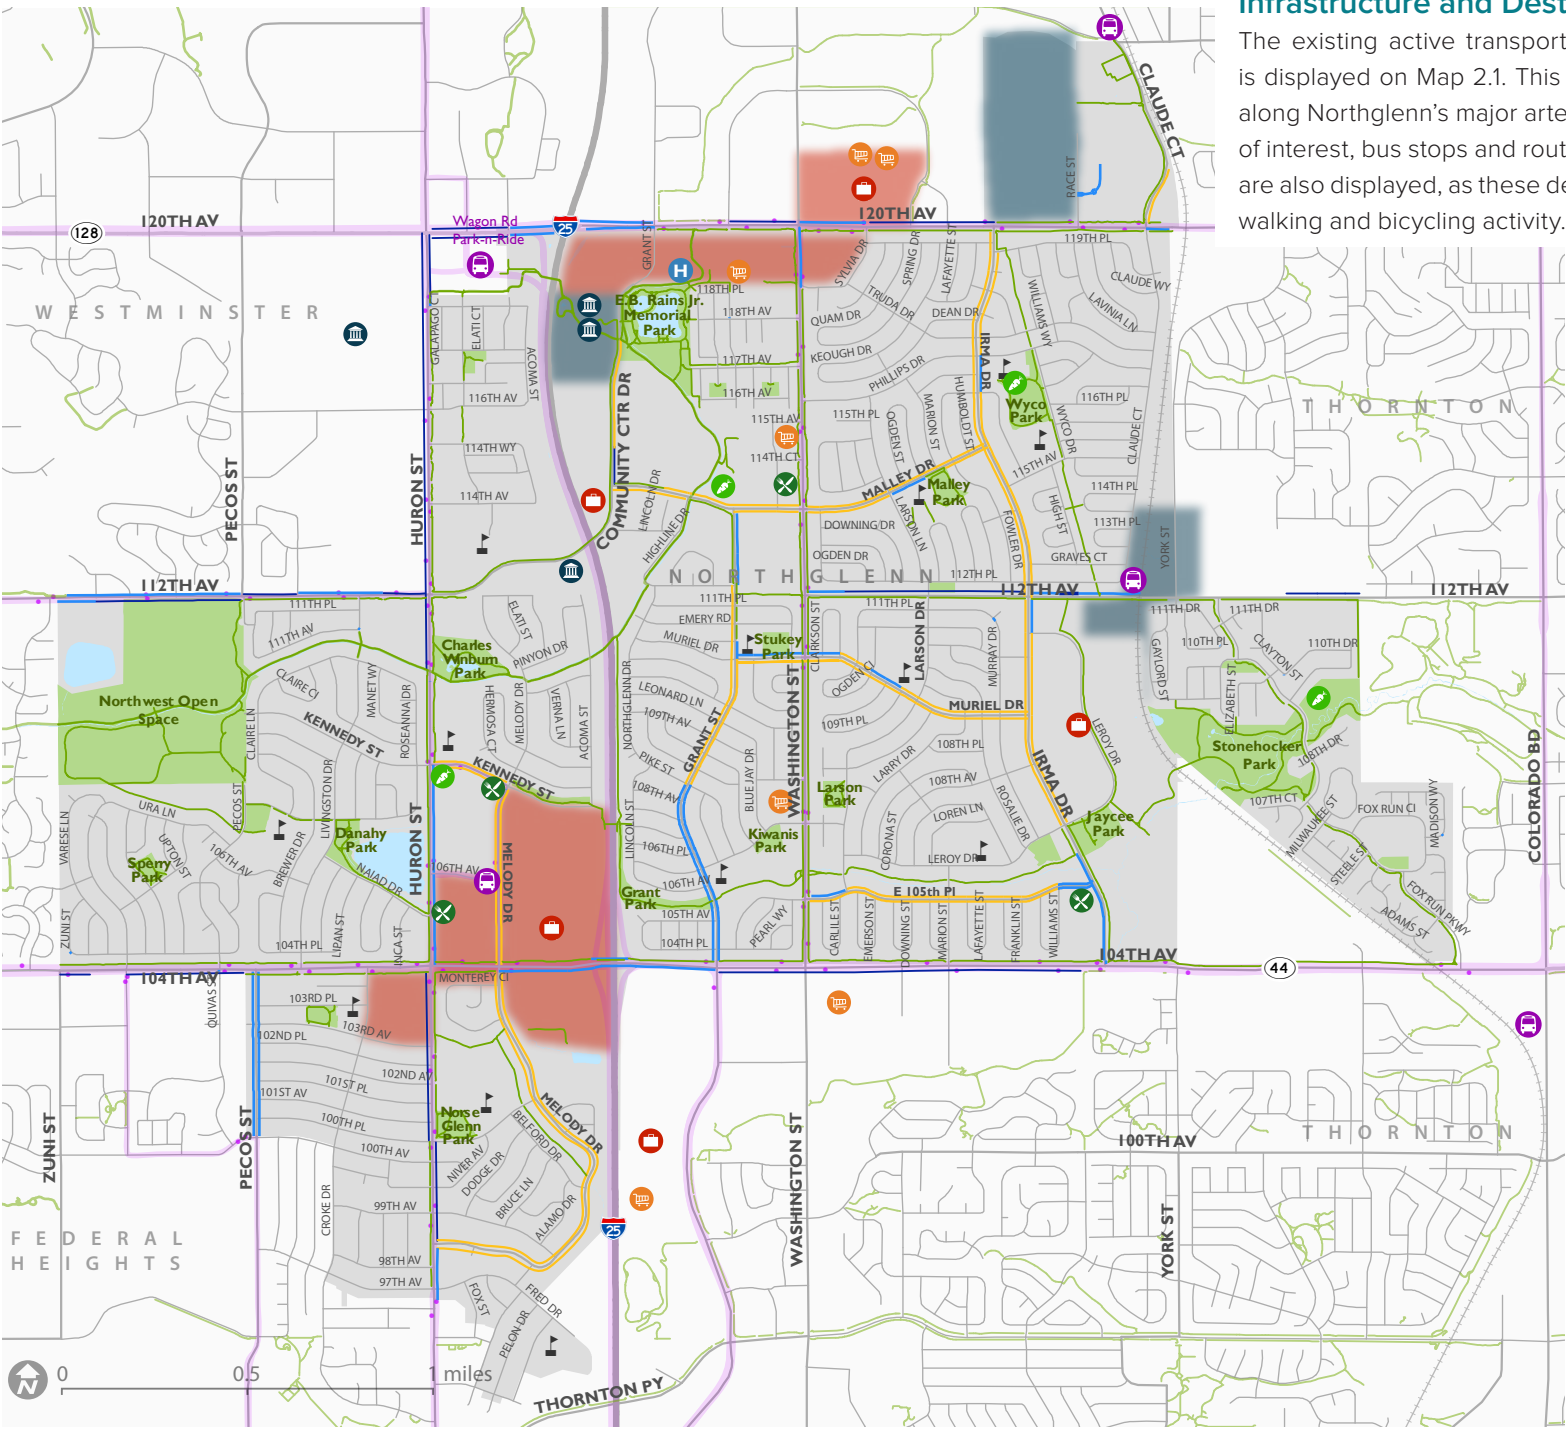 Infrastructure and Dest
The existing active transport
is displayed on Map 2.1. This
along Northglenn's major arte
of interest, bus stops and rout
are also displayed, as these de
walking and bicycling activity.
CLAUDE CT
RACE ST
120TH AV
128
120TH AV
Wagon Rd
Park-n-Ride
25
GRANT ST
H
119TH PL
WESTMINSTER
E.B. Rains Jr.
Memorial
Park
118TH PL
118TH AV
117TH AV
116TH AV
115TH AV
114TH CT
SYLVIA DR
SPRING DR
LAFAYETTE ST
TRUDA DR
QUAM DR
DEAN DR
KEOUGH DR
PHILLIPS DR
IRMA DR
WILLIAMS WY
CLAUDE WY
LAVINIA LN
GALAPAGO CT
ELATI CT
ACOMA ST
116TH AV
114TH WY
114TH AV
PECOS ST
HURON ST
COMMUNITY CTR DR
LINCOLN DR
HIGHLINE DR
115TH PL
OGDEN ST
MARION ST
HUMBOLDT ST
Wyco
Park
WYCO DR
116TH PL
CLAUDE CT
115TH AV
114TH PL
113TH PL
HIGH ST
YORK ST
MALLEY DR
Malley
Park
LARSON LN
DOWNING DR
OGDEN DR
FOWLER DR
GRAVES CT
THORNTON
NORTHGLENN
112TH PL
112TH AV
112TH AV
112TH AV
111TH PL
111TH AV
ELATI ST
PINYON DR
Charles
Winburn
Park
111TH PL
EMERY RD
MURIEL DR
Stukey
Park
CLARKSON ST
111TH PL
LARSON DR
OGDEN CI
MURRAY DR
MURIEL DR
111TH DR
111TH DR
110TH PL
110TH DR
CLAYTON ST
GAYLORD ST
ELIZABETH ST
Northwest Open
Space
CLAIRE CI
CLAIRE LN
MANET WY
ROSEANNA DR
KENNEDY ST
HERMOSA CT
MELODY DR
VERNA LN
ACOMA ST
NORTHGLENN DR
LEONARD LN
109TH AV
GRANT ST
PIKE ST
108TH AV
BLUE JAY DR
WASHINGTON ST
109TH PL
108TH PL
LARRY DR
108TH AV
Larson
Park
LOREN LN
ROSALIE DR
IRMA DR
LEROY DR
Stonehocker
Park
108TH DR
107TH CT
MILWAUKEE ST
FOX RUN CI
MADISON WY
STEELE ST
FOX RUN PKWY
ADAMS ST
COLORADO BD
KENNEDY ST
URA LN
PECOS ST
LIVINGSTON DR
VARESE LN
UPTON ST
106TH AV
BREWER DR
Danahy
Park
NAIAD DR
Sperry
Park
HURON ST
106TH AV
MELODY DR
LINCOLN ST
106TH PL
106TH AV
Kiwanis
Park
CORONA ST
LEROY DR
Jaycee
Park
Grant
Park
105TH AV
104TH PL
PEARL WY
E 105th Pl
CARLILE ST
EMERSON ST
DOWNING ST
MARION ST
LAFAYETTE ST
FRANKLIN ST
WILLIAMS ST
ZUNI ST
104TH PL
LIPAN ST
INCA ST
104TH AV
104TH AV
44
MONTEREY CI
QUIVAS ST
103RD PL
103RD AV
102ND PL
102ND AV
101ST PL
101ST AV
100TH PL
100TH AV
Norse
Glenn
Park
BELFORD DR
MELODY DR
NIVER AV
DODGE DR
BRUCE LN
ALAMO DR
ZUNI ST
PECOS ST
CROKE DR
99TH AV
98TH AV
97TH AV
FEDERAL
HEIGHTS
FOX ST
FRED DR
PELON DR
25
WASHINGTON ST
100TH AV
THORNTON
YORK ST
THORNTON PY
N
0
0.5
1 miles